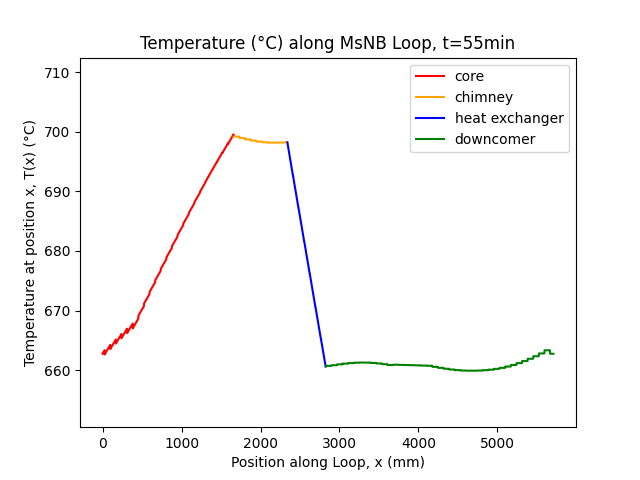 Temperature (°C) along MsNB Loop, t=55min
Temperature at position x, T(x) (°C)
710
700
690
680
670
660
core
chimney
heat exchanger
downcomer
0
1000
2000
3000
4000
5000
Position along Loop, x (mm)